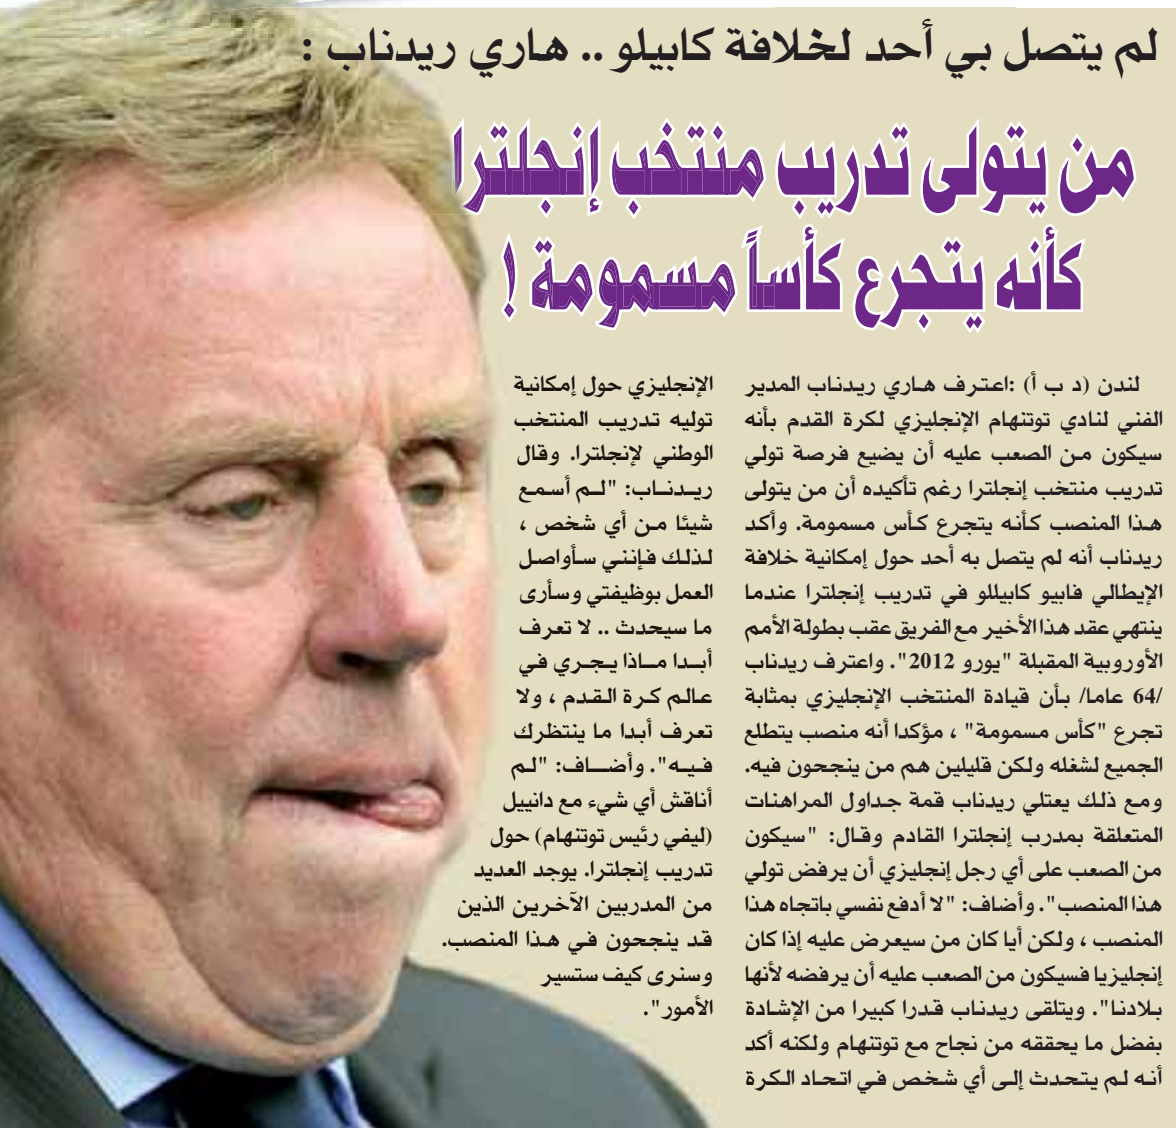 لم يتصل بي أحد لخلافة كابيلو .. هاري ريدناب :
من يتولى تدريب منتخب إنجلترا
كأنه يتجرع كأساً مسمومة !
لندن (د ب أ) :اعترف هاري ريدناب المدير
الفني لنادي توتنهام الإنجليزي لكرة القدم بأنه
سيكون من الصعب عليه أن يضيع فرصة تولي
تدريب منتخب إنجلترا رغم تأكيده أن من يتولى
هذا المنصب كأنه يتجرع كأس مسمومة. وأكد
ريدناب أنه لم يتصل به أحد حول إمكانية خلافة
الإيطالي فابيو كابيللو في تدريب إنجلترا عندما
ينتهي عقد هذا الأخير مع الفريق عقب بطولة الأمم
الأوروبية المقبلة "يورو 2012". واعترف ريدناب
/64 عاما/ بأن قيادة المنتخب الإنجليزي بمثابة
تجرع "كأس مسمومة" ، مؤكدا أنه منصب يتطلع
الجميع لشغله ولكن قليلين هم من ينجحون فيه.
ومع ذلك يعتلي ريدناب قمة جداول المراهنات
المتعلقة بمدرب إنجلترا القادم وقال: "سيكون
من الصعب على أي رجل إنجليزي أن يرفض تولي
هذا المنصب". وأضاف: "لا أدفع نفسي باتجاه هذا
المنصب ، ولكن أيا كان من سيعرض عليه إذا كان
إنجليزيا فسيكون من الصعب عليه أن يرفضه لأنها
بلادنا". ويتلقى ريدناب قدرا كبيرا من الإشادة
بفضل ما يحققه من نجاح مع توتنهام ولكنه أكد
أنه لم يتحدث إلى أي شخص في اتحاد الكرة
الإنجليزي حول إمكانية
توليه تدريب المنتخب
الوطني لإنجلترا. وقال
ريدناب: "لم أسمع
شيئا من أي شخص ،
لذلك فإنني سأواصل
العمل بوظيفتي وسأرى
ما سيحدث .. لا تعرف
أبدا ماذا يجري في
عالم كرة القدم ، ولا
تعرف أبدا ما ينتظرك
فيه". وأضاف: "لم
أناقش أي شيء مع دانييل
(ليفي رئيس توتنهام) حول
تدريب إنجلترا. يوجد العديد
من المدربين الآخرين الذين
قد ينجحون في هذا المنصب.
وسنرى كيف ستسير
الأمور".